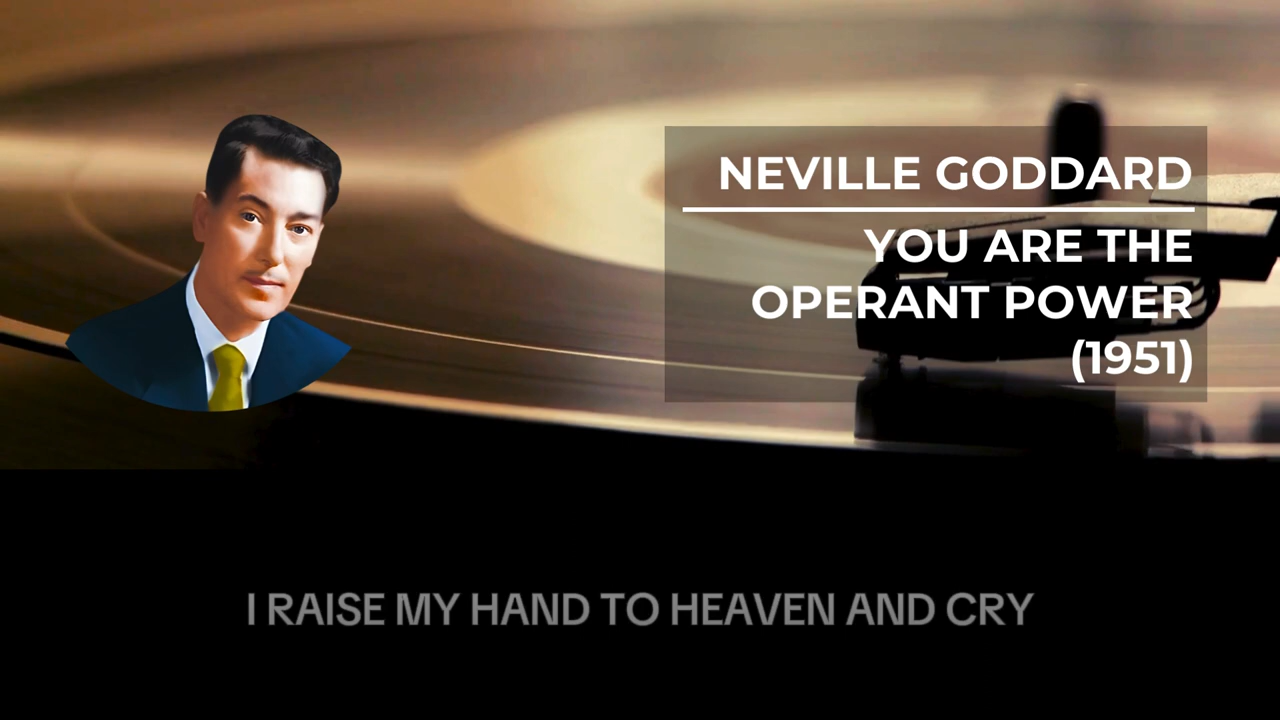 NEVILLE GODDARD
YOU ARE THE
OPERANT POWER
(1951)
I RAISE MY HAND TO HEAVEN AND CRY